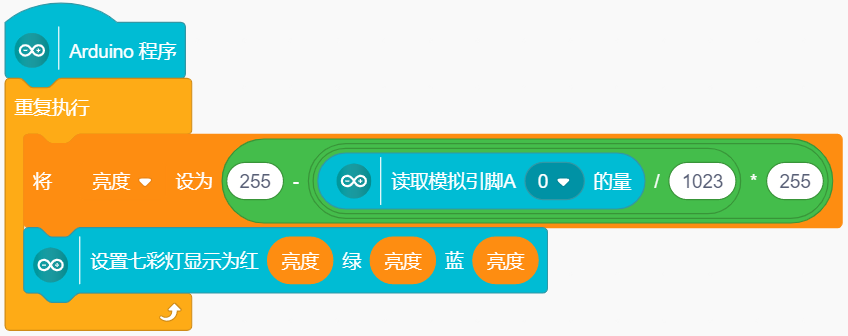 Arduino 程序
重复执行
将 亮度 设为 255 - 读取模拟引脚A 0 的量 / 1023 * 255
设置七彩灯显示为红 亮度 绿 亮度 蓝 亮度